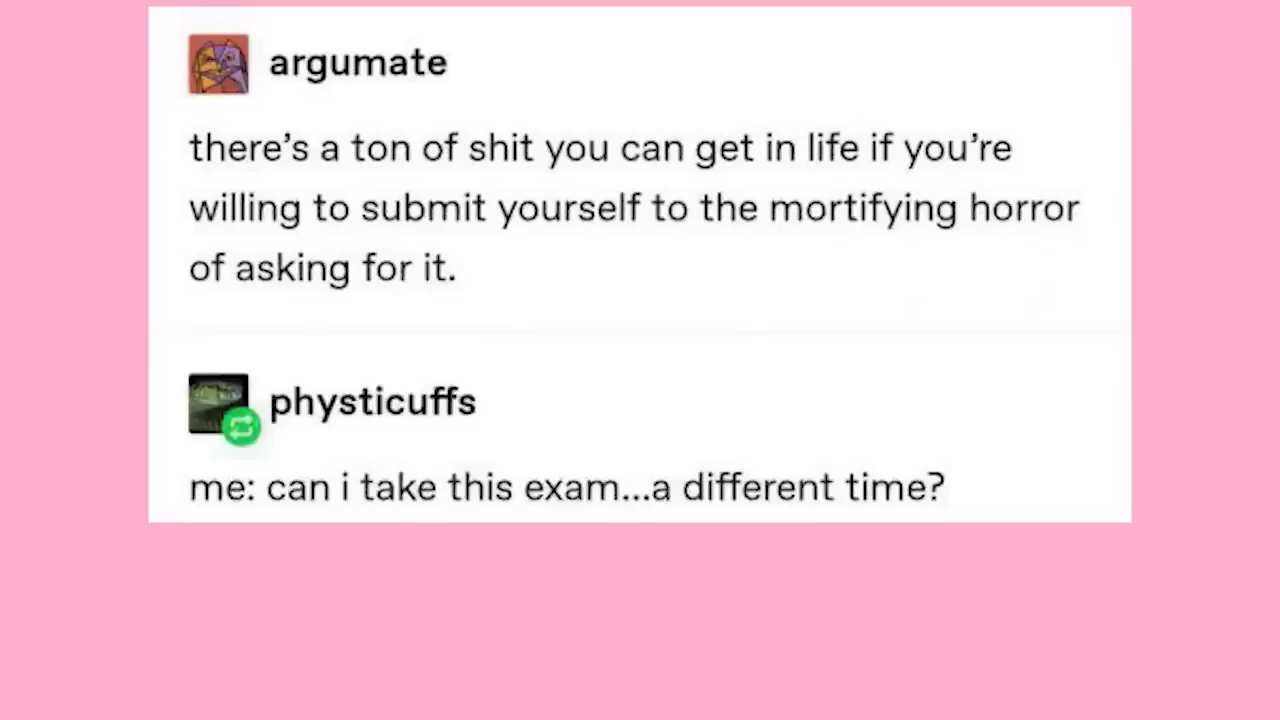 argumate
there’s a ton of shit you can get in life if you’re
willing to submit yourself to the mortifying horror
of asking for it.
physticuffs
me: can i take this exam...a different time?